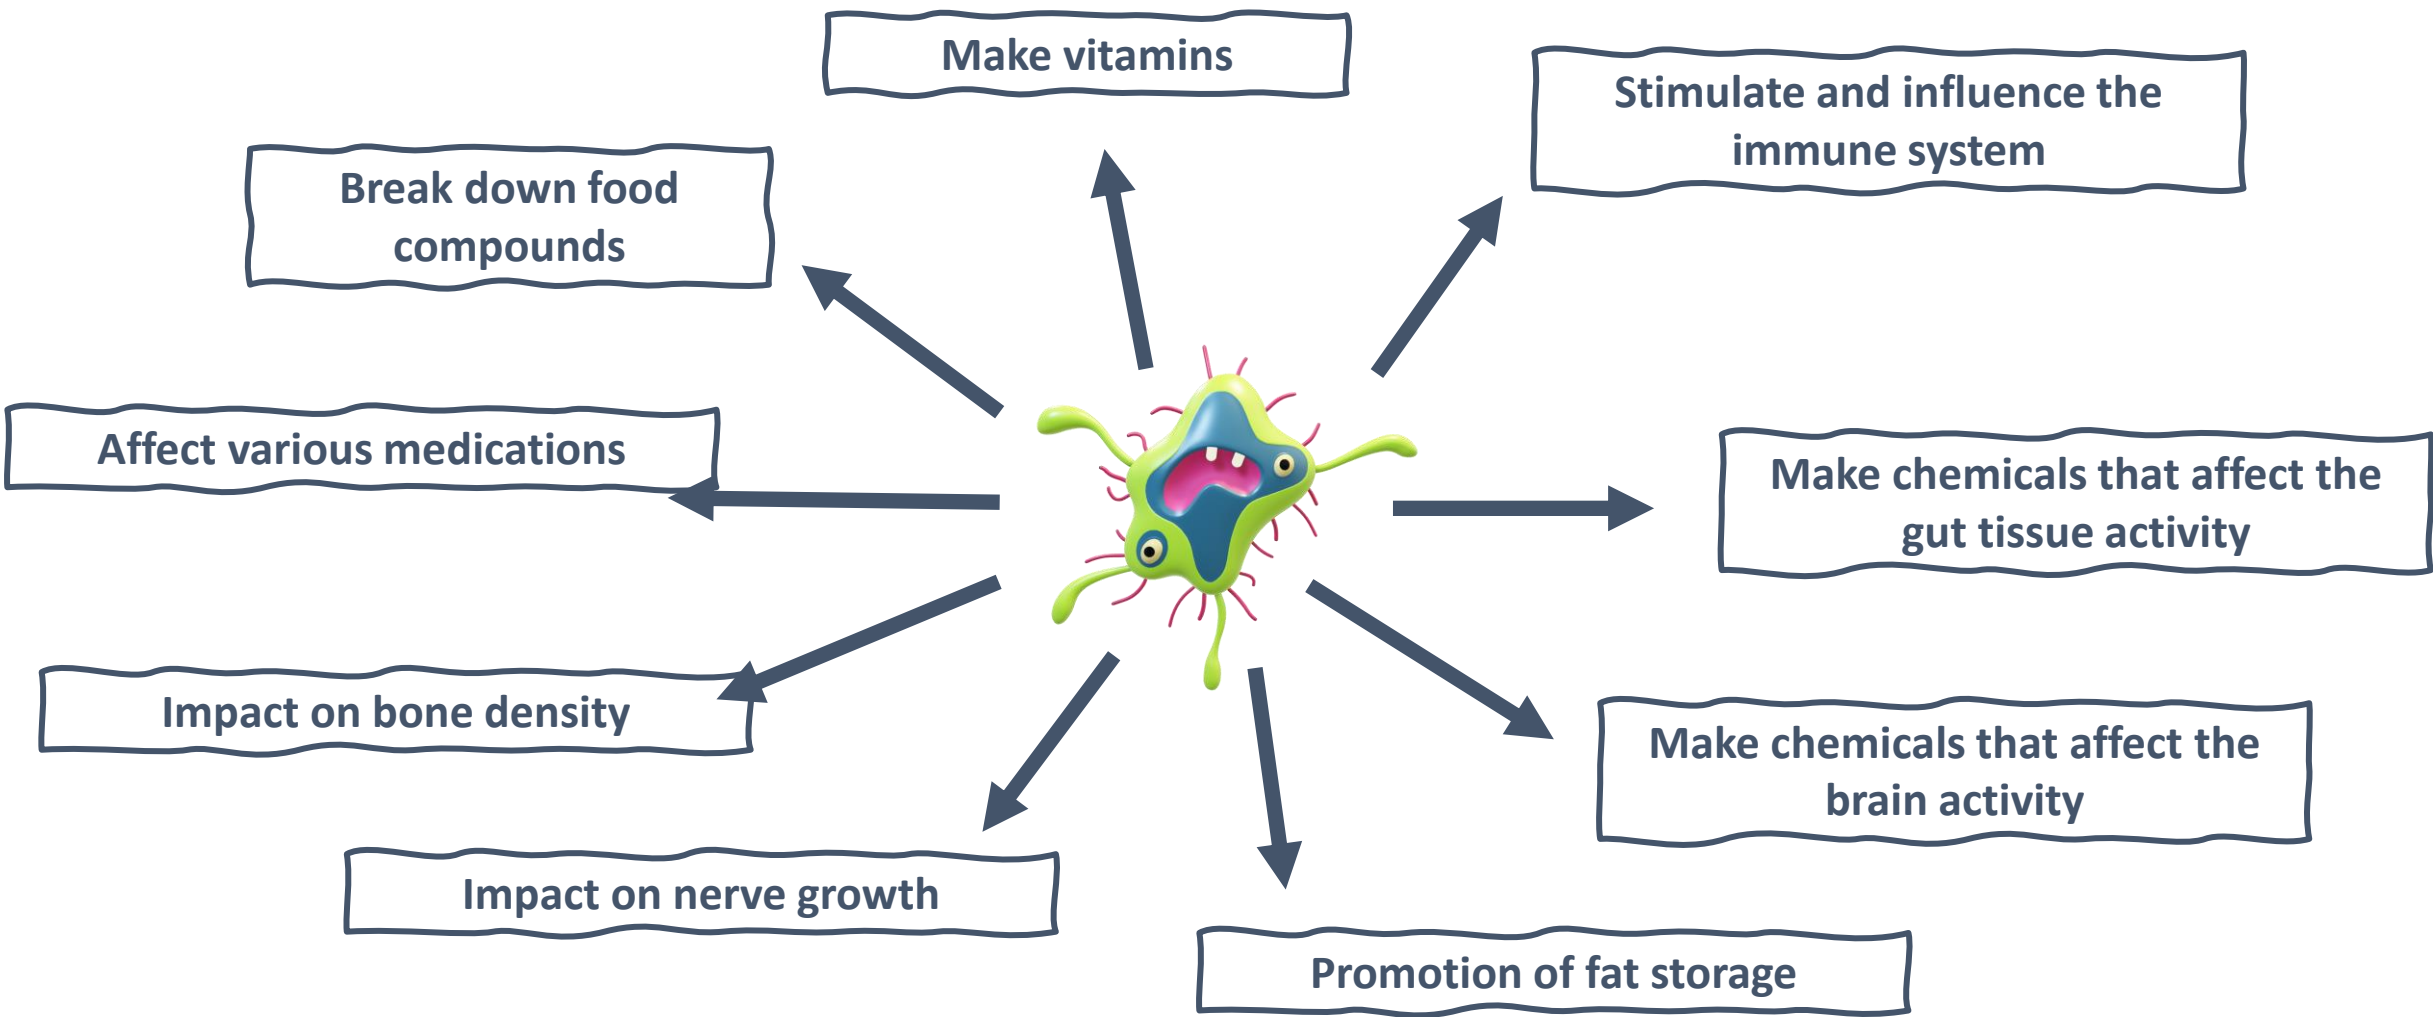 Make vitamins
Stimulate and influence the
immune system
Break down food
compounds
Affect various medications
Make chemicals that affect the
gut tissue activity
Impact on bone density
Make chemicals that affect the
brain activity
Impact on nerve growth
Promotion of fat storage